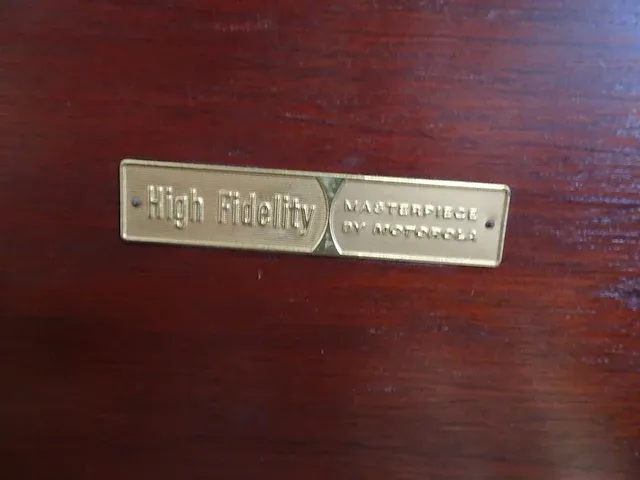 High Fidelity
MASTERPIECE
BY MOTOROLA